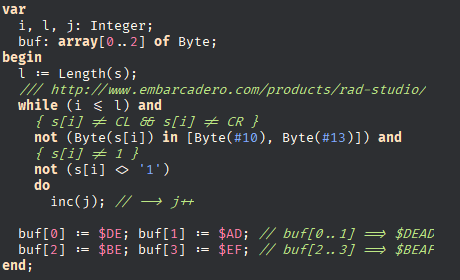 var
i, l, j: Integer;
buf: array[0..2] of Byte;
begin
l := Length(s);
/// http://www.embarcadero.com/products/rad-studio/
while (i <= l) and
{ s[i] != CL && s[i] != CR }
not (Byte(s[i]) in [Byte(#10), Byte(#13)]) and
{ s[i] != 1 }
not (s[i] <> '1')
do
inc(j); // --> j++
buf[0] := $DE; buf[1] := $AD; // buf[0..1] ==> $DEAD
buf[2] := $BE; buf[3] := $EF; // buf[2..3] ==> $BEAF
end;